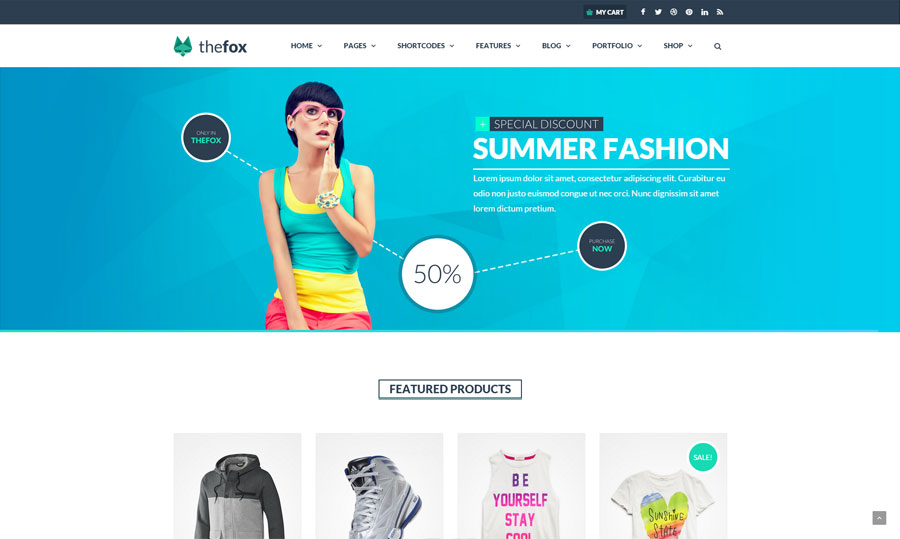 MY CART
thefox
HOME PAGES SHORTCODES FEATURES BLOG PORTFOLIO SHOP
ONLY IN
THEFOX
+ SPECIAL DISCOUNT
SUMMER FASHION
Lorem ipsum dolor sit amet, consectetur adipiscing elit. Curabitur eu
odio non justo euismod congue ut nec orci. Nunc dignissim sit amet
lorem dictum pretium.
PURCHASE
NOW
50%
FEATURED PRODUCTS
BE
YOURSELF
STAY
COOL
SALE!
SUNSHINE
STATE